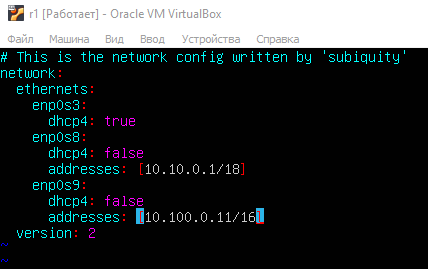 r1 [Работает] - Oracle VM VirtualBox
Файл Машина Вид Ввод Устройства Справка
# This is the network config written by 'subiquity'
network:
  ethernets:
    enp0s3:
      dhcp4: true
    enp0s8:
      dhcp4: false
      addresses: [10.10.0.1/18]
    enp0s9:
      dhcp4: false
      addresses: [10.100.0.11/16]
  version: 2
~
~